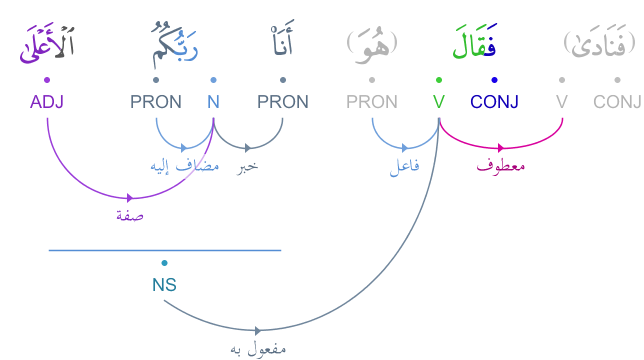 (فَنَادَىٰ) فَقَالَ (هُوَ) أَنَا۠ رَبُّكُمُ ٱلْأَعْلَىٰ
CONJ V CONJ V PRON PRON N PRON ADJ
معطوف فاعل خبر مضاف إليه
صفة
NS
مفعول به